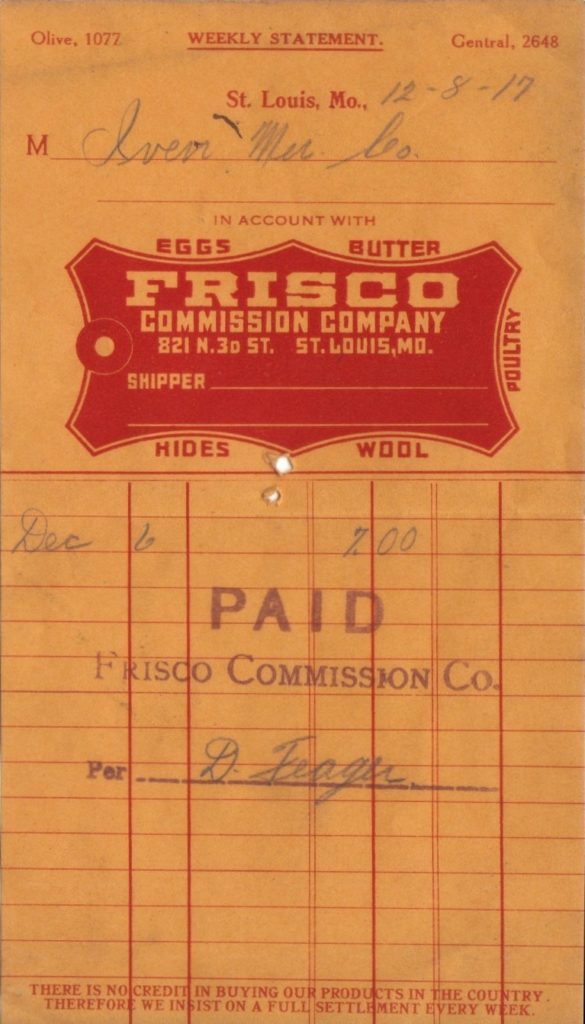 Olive, 1077 WEEKLY STATEMENT. Central, 2648
St. Louis, Mo., 12-8-17
M Iven Mer. Co.
IN ACCOUNT WITH
EGGS BUTTER
FRISCO
COMMISSION COMPANY
821 N. 3D ST. ST. LOUIS, MO.
POULTRY
SHIPPER
HIDES WOOL
Dec 6 7 00
PAID
FRISCO COMMISSION CO.
Per D. Feager
THERE IS NO CREDIT IN BUYING OUR PRODUCTS IN THE COUNTRY.
THEREFORE WE INSIST ON A FULL SETTLEMENT EVERY WEEK.